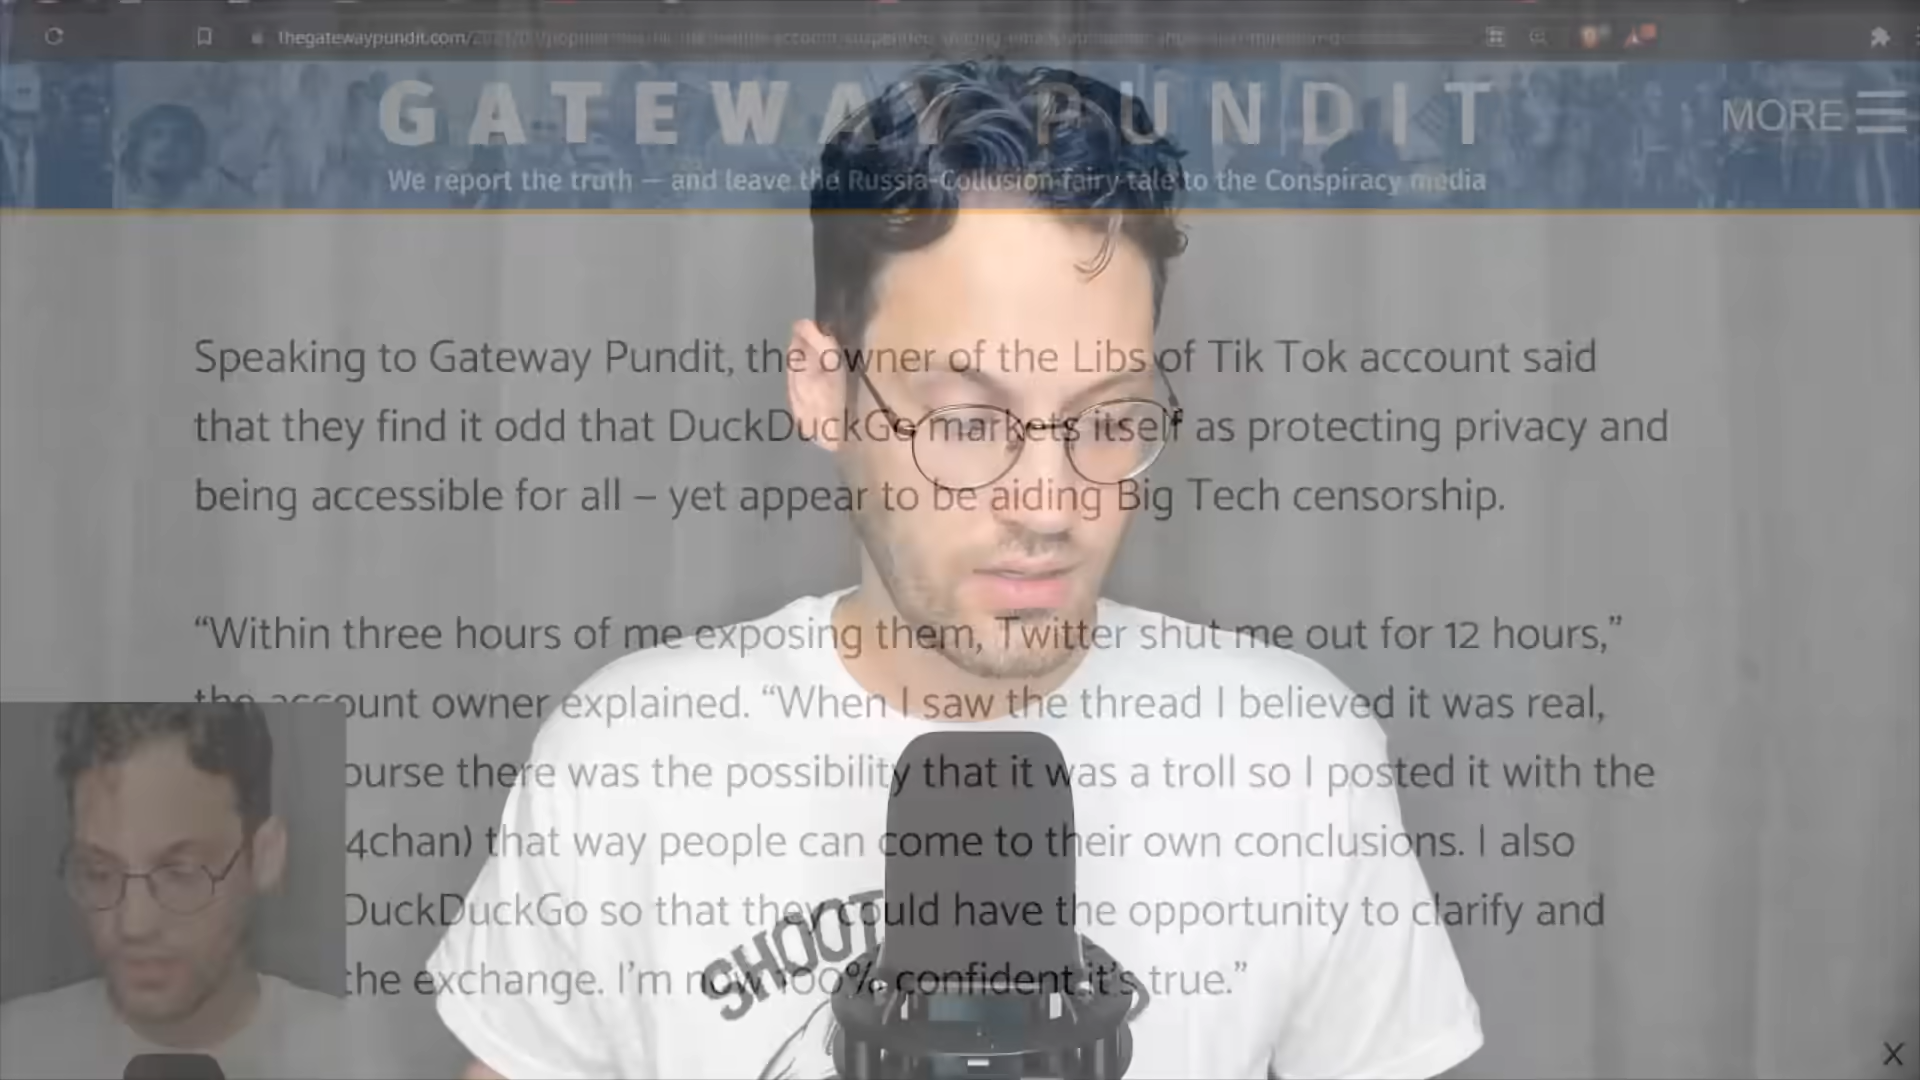 thegatewaypundit.com/
GATEWAY PUNDIT
MORE
We report the truth — and leave the Russia-Collusion fairy tale to the Conspiracy media
Speaking to Gateway Pundit, the owner of the Libs of Tik Tok account said
that they find it odd that DuckDuckGo markets itself as protecting privacy and
being accessible for all – yet appear to be aiding Big Tech censorship.
“Within three hours of me exposing them, Twitter shut me out for 12 hours,”
the account owner explained. “When I saw the thread I believed it was real,
ourse there was the possibility that it was a troll so I posted it with the
4chan) that way people can come to their own conclusions. I also
DuckDuckGo so that they could have the opportunity to clarify and
the exchange. I’m now 100% confident it’s true.”
SHOOT
X